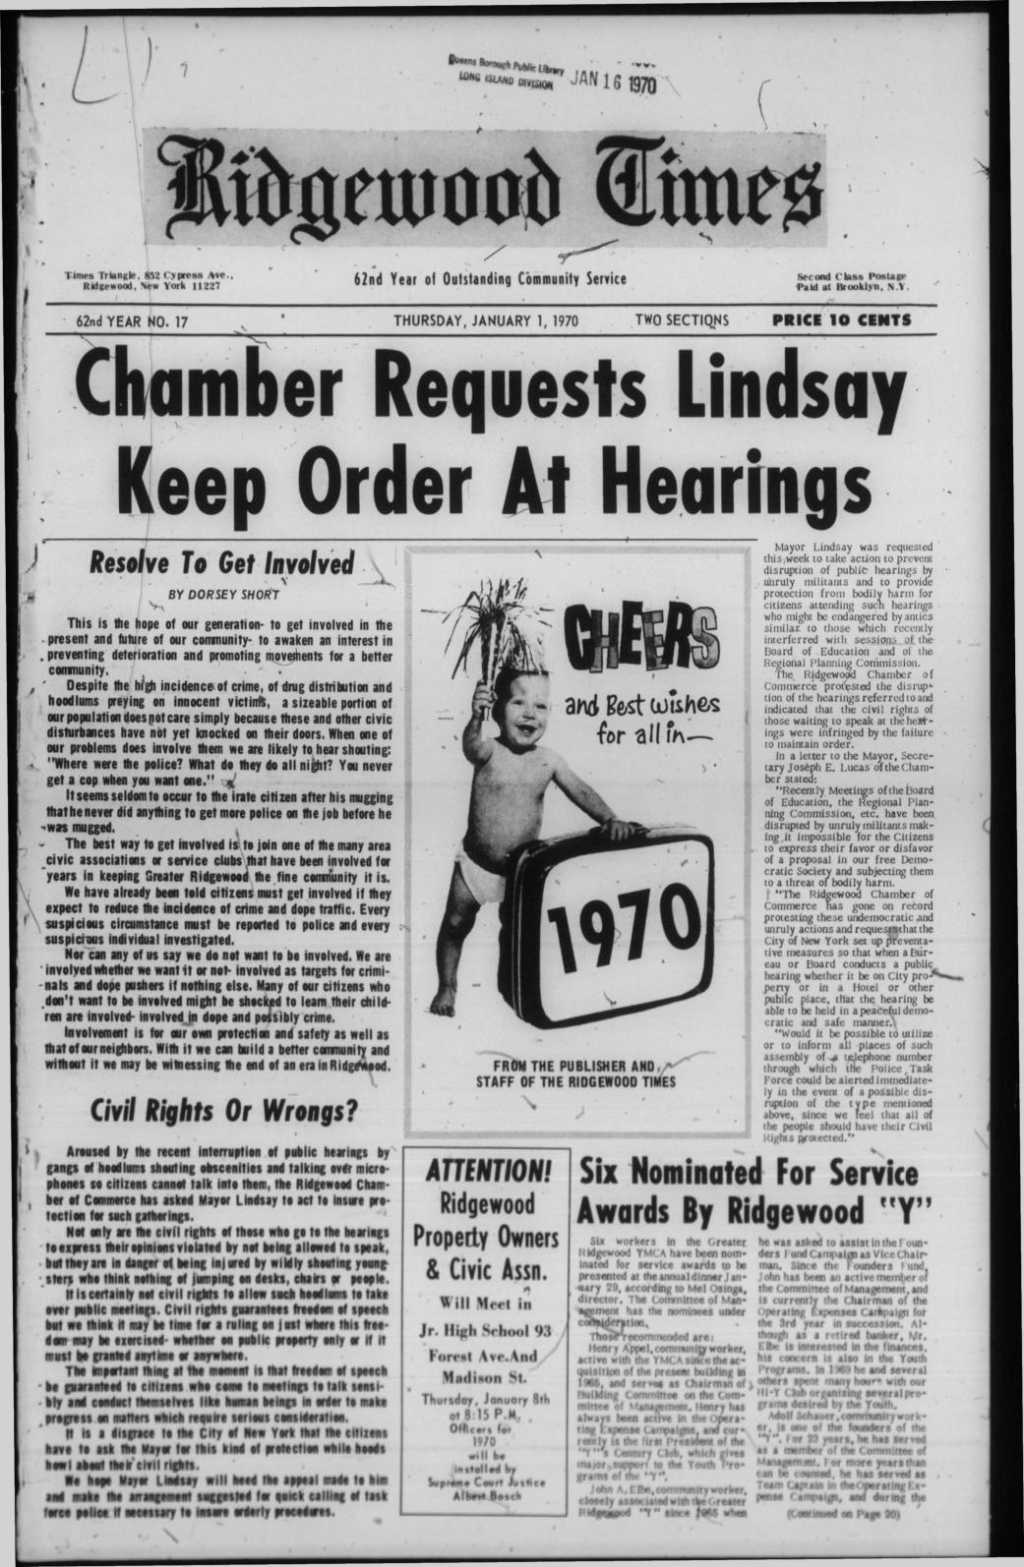 Queens Borough Public Library
LONG ISLAND DIVISION
JAN 16 1970
Ridgewood Times
Times Triangle, 852 Cypress Ave.,
Ridgewood, New York 11227
62nd Year of Outstanding Community Service
Second Class Postage
Paid at Brooklyn, N.Y.
62nd YEAR NO. 17 THURSDAY, JANUARY 1, 1970 TWO SECTIONS PRICE 10 CENTS
Chamber Requests Lindsay
Keep Order At Hearings
Resolve To Get Involved
BY DORSEY SHORT
This is the hope of our generation- to get involved in the
present and future of our community- to awaken an interest in
preventing deterioration and promoting movements for a better
community.
Despite the high incidence of crime, of drug distribution and
hoodlums preying on innocent victims, a sizeable portion of
our population does not care simply because these and other civic
disturbances have not yet knocked on their doors. When one of
our problems does involve them we are likely to hear shouting:
"Where were the police? What do they do all night? You never
get a cop when you want one."
It seems seldom to occur to the irate citizen after his mugging
that he never did anything to get more police on the job before he
was mugged.
The best way to get involved is to join one of the many area
civic associations or service clubs that have been involved for
years in keeping Greater Ridgewood the fine community it is.
We have already been told citizens must get involved if they
expect to reduce the incidence of crime and dope traffic. Every
suspicious circumstance must be reported to police and every
suspicious individual investigated.
Nor can any of us say we do not want to be involved. We are
involved whether we want it or not- involved as targets for crimi-
nals and dope pushers if nothing else. Many of our citizens who
don't want to be involved might be shocked to learn their child-
ren are involved- involved in dope and possibly crime.
Involvement is for our own protection and safety as well as
that of our neighbors. With it we can build a better community and
without it we may be witnessing the end of an era in Ridgewood.
Civil Rights Or Wrongs?
Aroused by the recent interruption of public hearings by
gangs of hoodlums shouting obscenities and talking over micro-
phones so citizens cannot talk into them, the Ridgewood Cham-
ber of Commerce has asked Mayor Lindsay to act to insure pro-
tection for such gatherings.
Not only are the civil rights of those who go to the hearings
to express their opinions violated by not being allowed to speak,
but they are in danger of being injured by wildly shouting young-
sters who think nothing of jumping on desks, chairs or people.
It is certainly not civil rights to allow such hoodlums to take
over public meetings. Civil rights guarantees freedom of speech
but we think it may be time for a ruling on just where this free-
dom may be exercised- whether on public property only or if it
must be granted anytime or anywhere.
The important thing at the moment is that freedom of speech
be guaranteed to citizens who come to meetings to talk sensi-
bly and conduct themselves like human beings in order to make
progress on matters which require serious consideration.
It is a disgrace to the City of New York that the citizens
have to ask the Mayor for this kind of protection while hoods
howl about their civil rights.
We hope Mayor Lindsay will heed the appeal made to him
and make the arrangement suggested for quick calling of task
force police if necessary to insure orderly procedures.
CHEERS
and Best wishes
for all in—
1970
FROM THE PUBLISHER AND
STAFF OF THE RIDGEWOOD TIMES
Mayor Lindsay was requested
this week to take action to prevent
disruption of public hearings by
unruly militants and to provide
protection from bodily harm for
citizens attending such hearings
who might be endangered by antics
similar to those which recently
interferred with sessions of the
Board of Education and of the
Regional Planning Commission.
The Ridgewood Chamber of
Commerce protested the disrup-
tion of the hearings referred to and
indicated that the civil rights of
those waiting to speak at the hear-
ings were infringed by the failure
to maintain order.
In a letter to the Mayor, Secre-
tary Joseph E. Lucas of the Cham-
ber stated:
"Recently Meetings of the Board
of Education, the Regional Plan-
ning Commission, etc. have been
disrupted by unruly militants mak-
ing it impossible for the Citizens
to express their favor or disfavor
of a proposal in our free Demo-
cratic Society and subjecting them
to a threat of bodily harm.
"The Ridgewood Chamber of
Commerce has gone on record
protesting these undemocratic and
unruly actions and requests that the
City of New York set up preventa-
tive measures so that when a Bur-
eau or Board conducts a public
hearing whether it be on City pro-
perty or in a Hotel or other
public place, that the hearing be
able to be held in a peaceful demo-
cratic and safe manner.
"Would it be possible to utilize
or to inform all places of such
assembly of a telephone number
through which the Police Task
Force could be alerted immediate-
ly in the event of a possible dis-
ruption of the type mentioned
above, since we feel that all of
the people should have their Civil
Rights protected."
ATTENTION!
Ridgewood
Property Owners
& Civic Assn.
Will Meet in
Jr. High School 93
Forest Ave. And
Madison St.
Thursday, January 8th
at 8:15 P.M.
Officers for
1970
will be
installed by
Supreme Court Justice
Albert Bosch
Six Nominated For Service
Awards By Ridgewood "Y"
Six workers in the Greater
Ridgewood YMCA have been nom-
inated for service awards to be
presented at the annual dinner Jan-
uary 29, according to Mel Osinga,
director. The Committee of Man-
agement has the nominees under
consideration.
Those recommended are:
Henry Appel, community worker,
active with the YMCA since the ac-
quisition of the present building in
1965, and serves as Chairman of
Building Committee on the Com-
mittee of Management. Henry has
always been active in the Opera-
ting Expense Campaigns, and cur-
rently is the first President of the
"Y"'s Century Club, which gives
major support to the Youth Pro-
grams of the "Y".
John A. Elbe, community worker,
closely associated with the Greater
Ridgewood "Y" since 1965 when
he was asked to assist in the Foun-
ders Fund Campaign as Vice Chair-
man. Since the Founders Fund,
John has been an active member of
the Committee of Management, and
is currently the Chairman of the
Operating Expenses Campaign for
the 3rd year in succession. Al-
though as a retired banker, Mr.
Elbe is interested in the finances,
his concern is also in the Youth
Programs. In 1969 he and several
others spent many hours with our
HI-Y Club organizing several pro-
grams desired by the Youth.
Adolf Schauer, community work-
er, is one of the founders of the
"Y". For 23 years, he has served
as a member of the Committee of
Management. For more years than
can be counted, he has served as
Team Captain in the Operating Ex-
pense Campaign, and during the
(Continued on Page 20)